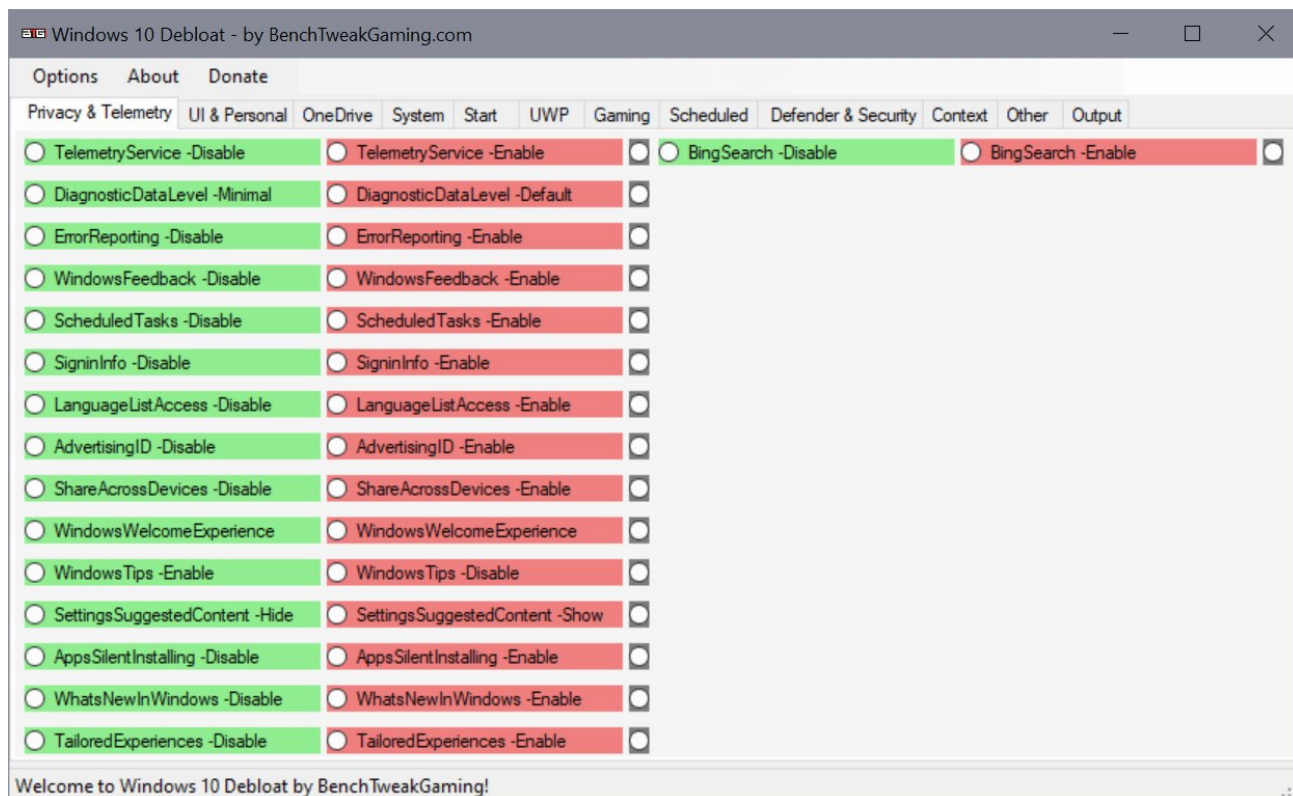 BTG Windows 10 Debloat - by BenchTweakGaming.com
Options About Donate
Privacy & Telemetry UI & Personal OneDrive System Start UWP Gaming Scheduled Defender & Security Context Other Output
TelemetryService -Disable TelemetryService -Enable BingSearch -Disable BingSearch -Enable
DiagnosticDataLevel -Minimal DiagnosticDataLevel -Default
ErrorReporting -Disable ErrorReporting -Enable
WindowsFeedback -Disable WindowsFeedback -Enable
ScheduledTasks -Disable ScheduledTasks -Enable
SigninInfo -Disable SigninInfo -Enable
LanguageListAccess -Disable LanguageListAccess -Enable
AdvertisingID -Disable AdvertisingID -Enable
ShareAcrossDevices -Disable ShareAcrossDevices -Enable
WindowsWelcomeExperience WindowsWelcomeExperience
WindowsTips -Enable WindowsTips -Disable
SettingsSuggestedContent -Hide SettingsSuggestedContent -Show
AppsSilentInstalling -Disable AppsSilentInstalling -Enable
WhatsNewInWindows -Disable WhatsNewInWindows -Enable
TailoredExperiences -Disable TailoredExperiences -Enable
Welcome to Windows 10 Debloat by BenchTweakGaming!